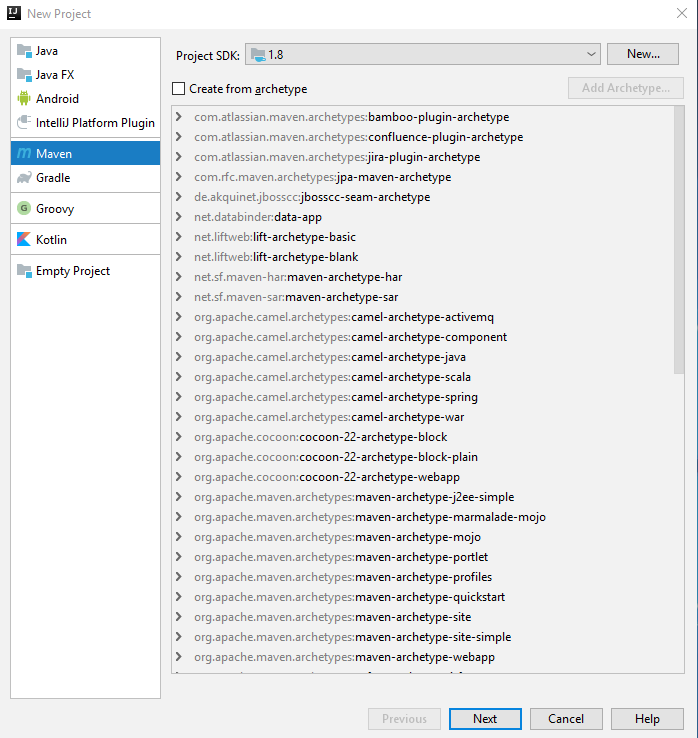 New Project
Java
Java FX
Android
IntelliJ Platform Plugin
Maven
Gradle
Groovy
Kotlin
Empty Project
Project SDK: 1.8 New...
Create from archetype Add Archetype...
com.atlassian.maven.archetypes:bamboo-plugin-archetype
com.atlassian.maven.archetypes:confluence-plugin-archetype
com.atlassian.maven.archetypes:jira-plugin-archetype
com.rfc.maven.archetypes:jpa-maven-archetype
de.akquinet.jbosscc:jbosscc-seam-archetype
net.databinder:data-app
net.liftweb:lift-archetype-basic
net.liftweb:lift-archetype-blank
net.sf.maven-har:maven-archetype-har
net.sf.maven-sar:maven-archetype-sar
org.apache.camel.archetypes:camel-archetype-activemq
org.apache.camel.archetypes:camel-archetype-component
org.apache.camel.archetypes:camel-archetype-java
org.apache.camel.archetypes:camel-archetype-scala
org.apache.camel.archetypes:camel-archetype-spring
org.apache.camel.archetypes:camel-archetype-war
org.apache.cocoon:cocoon-22-archetype-block
org.apache.cocoon:cocoon-22-archetype-block-plain
org.apache.cocoon:cocoon-22-archetype-webapp
org.apache.maven.archetypes:maven-archetype-j2ee-simple
org.apache.maven.archetypes:maven-archetype-marmalade-mojo
org.apache.maven.archetypes:maven-archetype-mojo
org.apache.maven.archetypes:maven-archetype-portlet
org.apache.maven.archetypes:maven-archetype-profiles
org.apache.maven.archetypes:maven-archetype-quickstart
org.apache.maven.archetypes:maven-archetype-site
org.apache.maven.archetypes:maven-archetype-site-simple
org.apache.maven.archetypes:maven-archetype-webapp
Previous Next Cancel Help